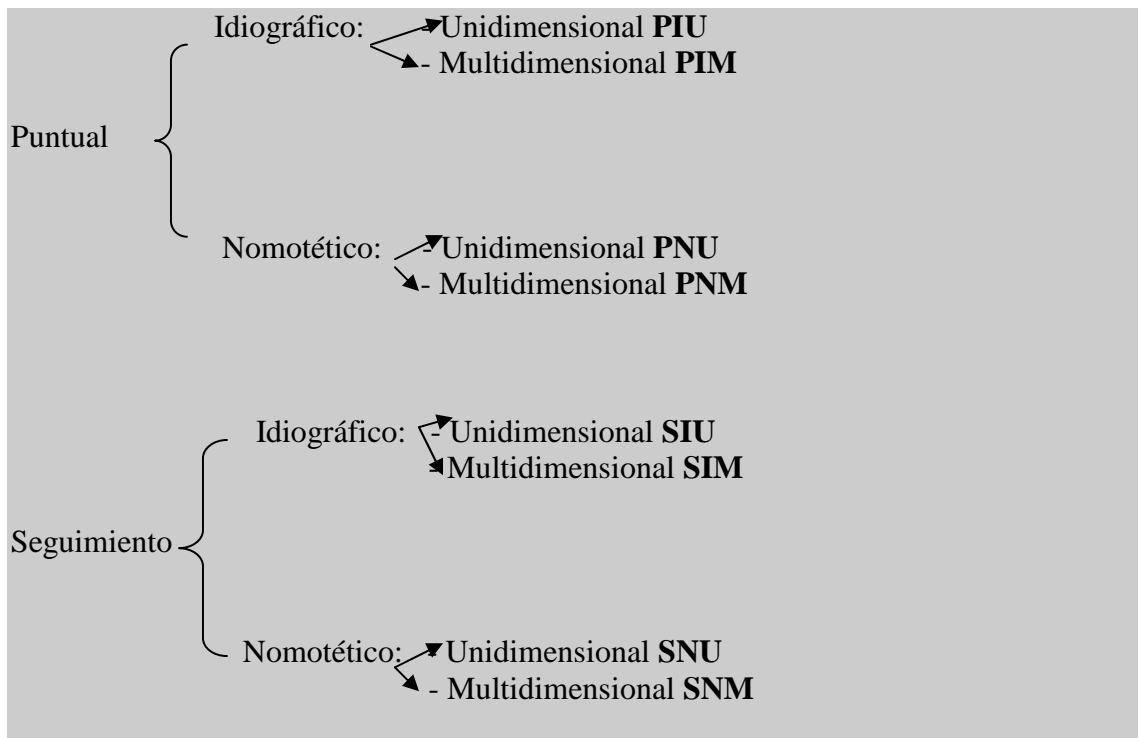 Idiográfico: - Unidimensional PIU
- Multidimensional PIM
Puntual
Nomotético: - Unidimensional PNU
- Multidimensional PNM
Idiográfico: - Unidimensional SIU
- Multidimensional SIM
Seguimiento
Nomotético: - Unidimensional SNU
- Multidimensional SNM